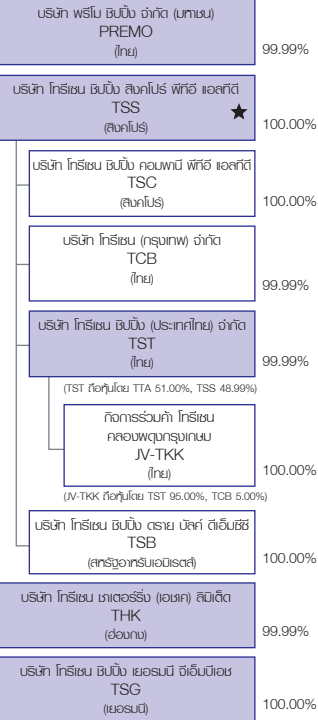 บริษัท พรีโม ชิปปิ้ง จำกัด (มหาชน)
PREMO
(ไทย)
99.99%
บริษัท โทรีเซน ชิปปิ้ง สิงคโปร์ พีทีอี แอลทีดี
TSS
(สิงคโปร์)
100.00%
บริษัท โทรีเซน ชิปปิ้ง คอมพานี พีทีอี แอลทีดี
TSC
(สิงคโปร์)
100.00%
บริษัท โทรีเซน (กรุงเทพ) จำกัด
TCB
(ไทย)
99.99%
บริษัท โทรีเซน ชิปปิ้ง (ประเทศไทย) จำกัด
TST
(ไทย)
99.99%
(TST ถือหุ้นโดย TTA 51.00%, TSS 48.99%)
กิจการร่วมค้า โทรีเซน
คลองผดุงกรุงเกษม
JV-TKK
(ไทย)
100.00%
(JV-TKK ถือหุ้นโดย TST 95.00%, TCB 5.00%)
บริษัท โทรีเซน ชิปปิ้ง ดราย บัลค์ ดีเอ็มซีซี
TSB
(สหรัฐอาหรับเอมิเรตส์)
100.00%
บริษัท โทรีเซน ชาเตอร์ริ่ง (เอชเค) ลิมิเต็ด
THK
(ฮ่องกง)
99.99%
บริษัท โทรีเซน ชิปปิ้ง เยอรมนี จีเอ็มบีเอช
TSG
(เยอรมนี)
100.00%